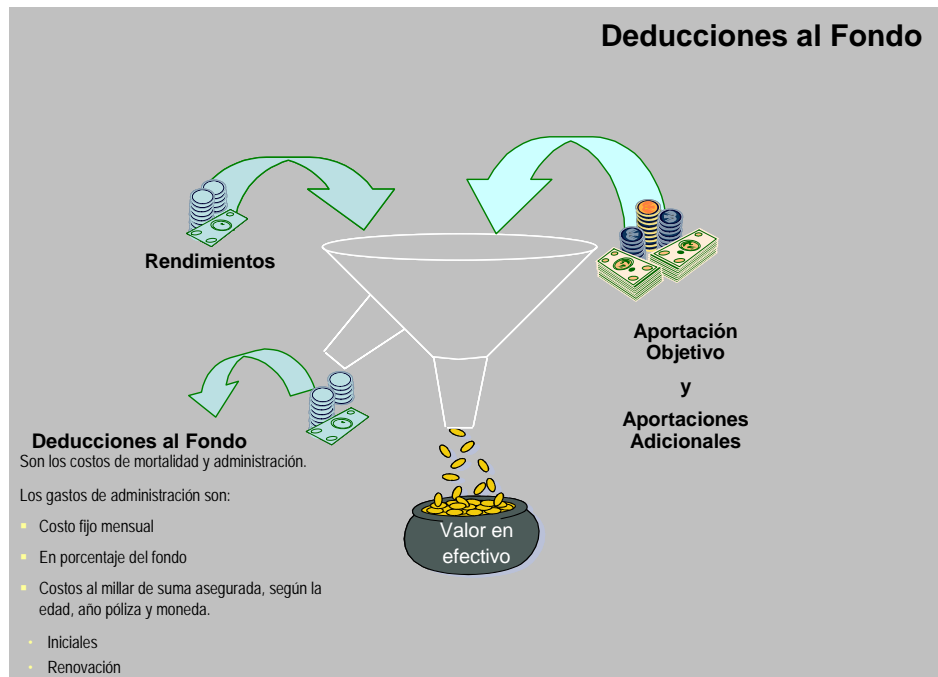 Deducciones al Fondo
Rendimientos
Aportación
Objetivo
y
Aportaciones
Adicionales
Deducciones al Fondo
Son los costos de mortalidad y administración.
Los gastos de administración son:
Costo fijo mensual
En porcentaje del fondo
Costos al millar de suma asegurada, según la
edad, año póliza y moneda.
Iniciales
Renovación
Valor en
efectivo